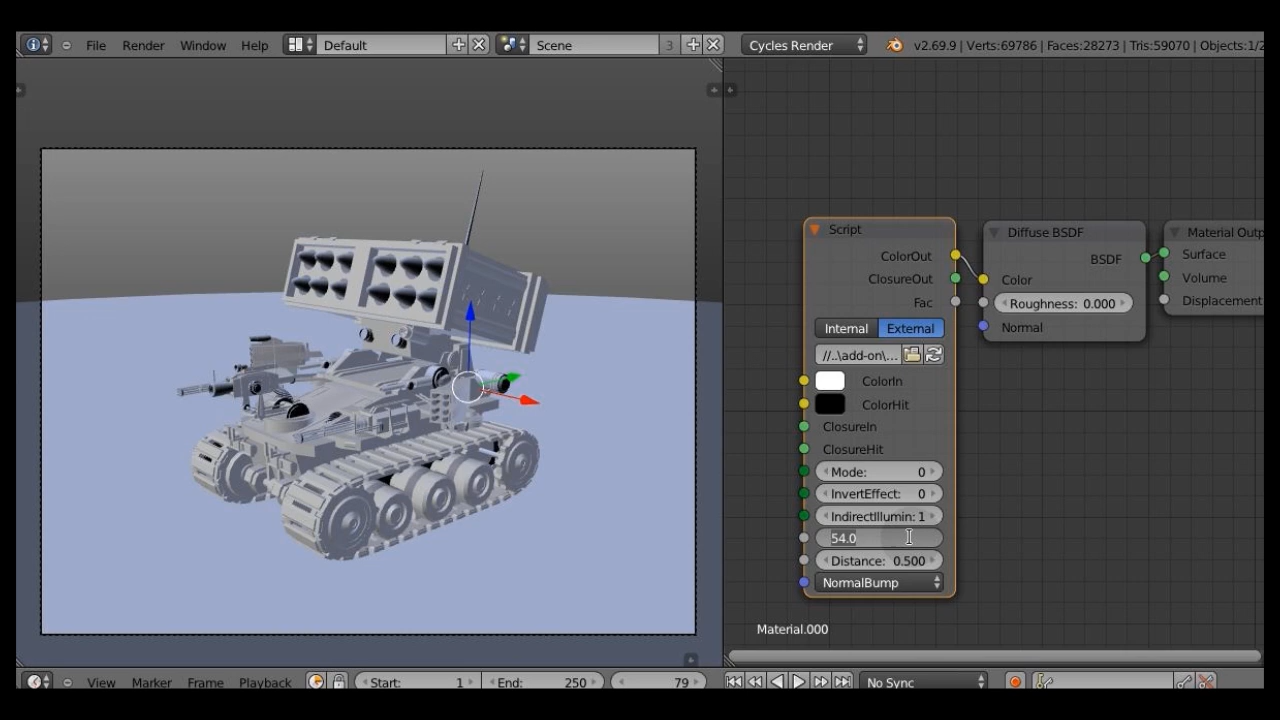 File Render Window Help Default Scene 3 Cycles Render v2.69.9 | Verts:69786 | Faces:28273 | Tris:59070 | Objects:1/2
Script
ColorOut
ClosureOut
Fac
Internal External
//..\add-on\...
ColorIn
ColorHit
ClosureIn
ClosureHit
Mode: 0
InvertEffect: 0
IndirectIllumin: 1
54.0
Distance: 0.500
NormalBump
Diffuse BSDF
BSDF
Color
Roughness: 0.000
Normal
Material Outp
Surface
Volume
Displacement
Material.000
View Marker Frame Playback Start: 1 End: 250 79 No Sync